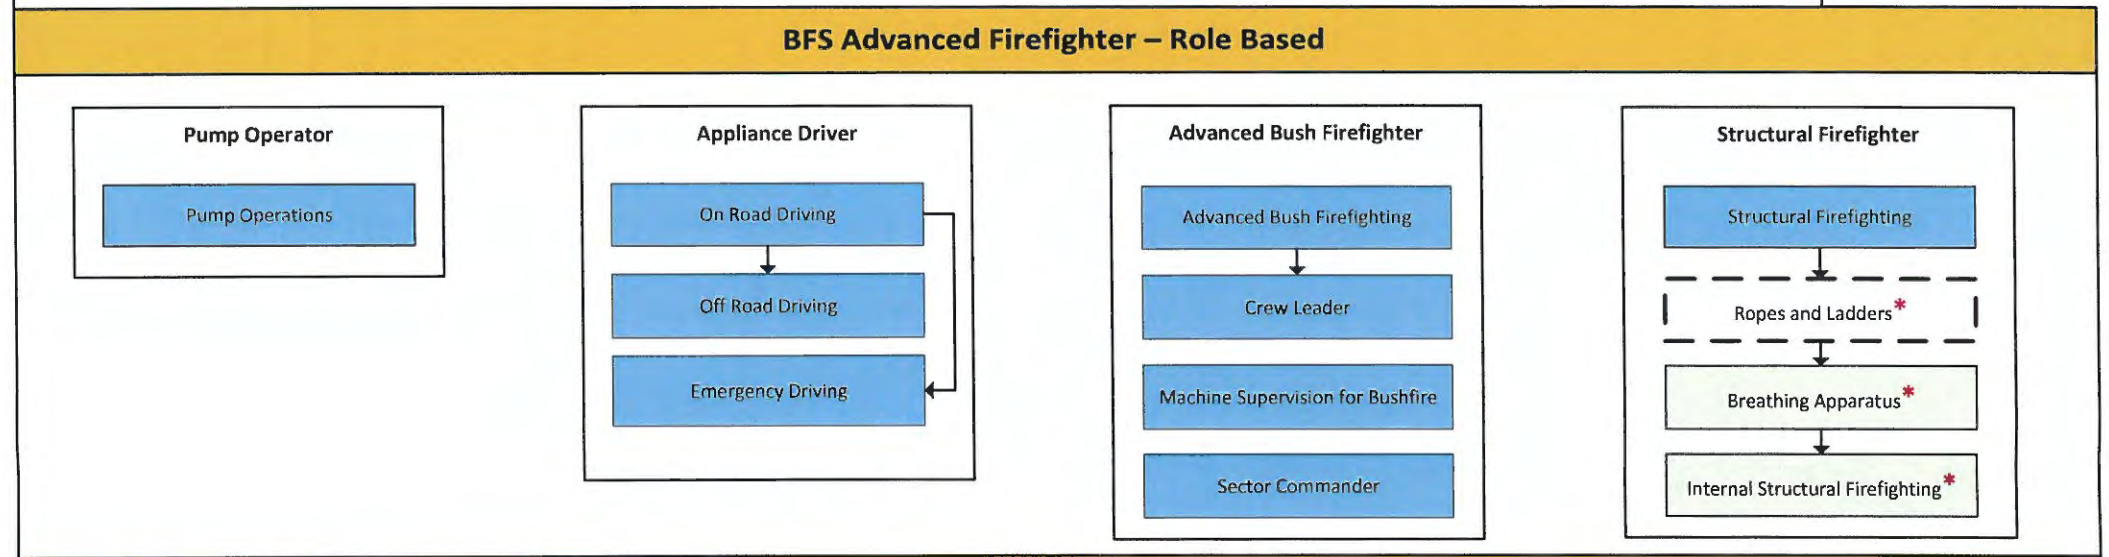 BFS Advanced Firefighter – Role Based
Pump Operator
Pump Operations
Appliance Driver
On Road Driving
Off Road Driving
Emergency Driving
Advanced Bush Firefighter
Advanced Bush Firefighting
Crew Leader
Machine Supervision for Bushfire
Sector Commander
Structural Firefighter
Structural Firefighting
Ropes and Ladders*
Breathing Apparatus*
Internal Structural Firefighting*